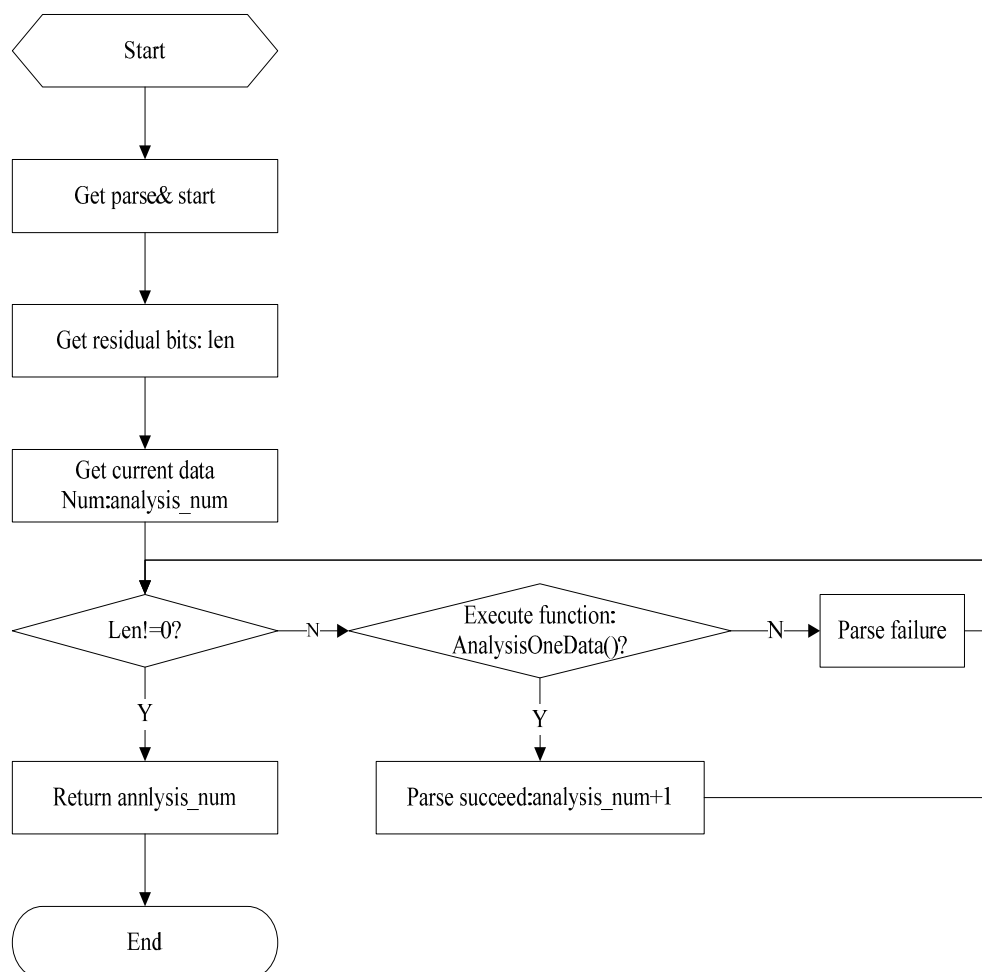 Start
Get parse& start
Get residual bits: len
Get current data
Num:analysis_num
Len!=0?
N
Execute function:
AnalysisOneData()?
N
Parse failure
Y
Y
Return annlysis_num
Parse succeed:analysis_num+1
End